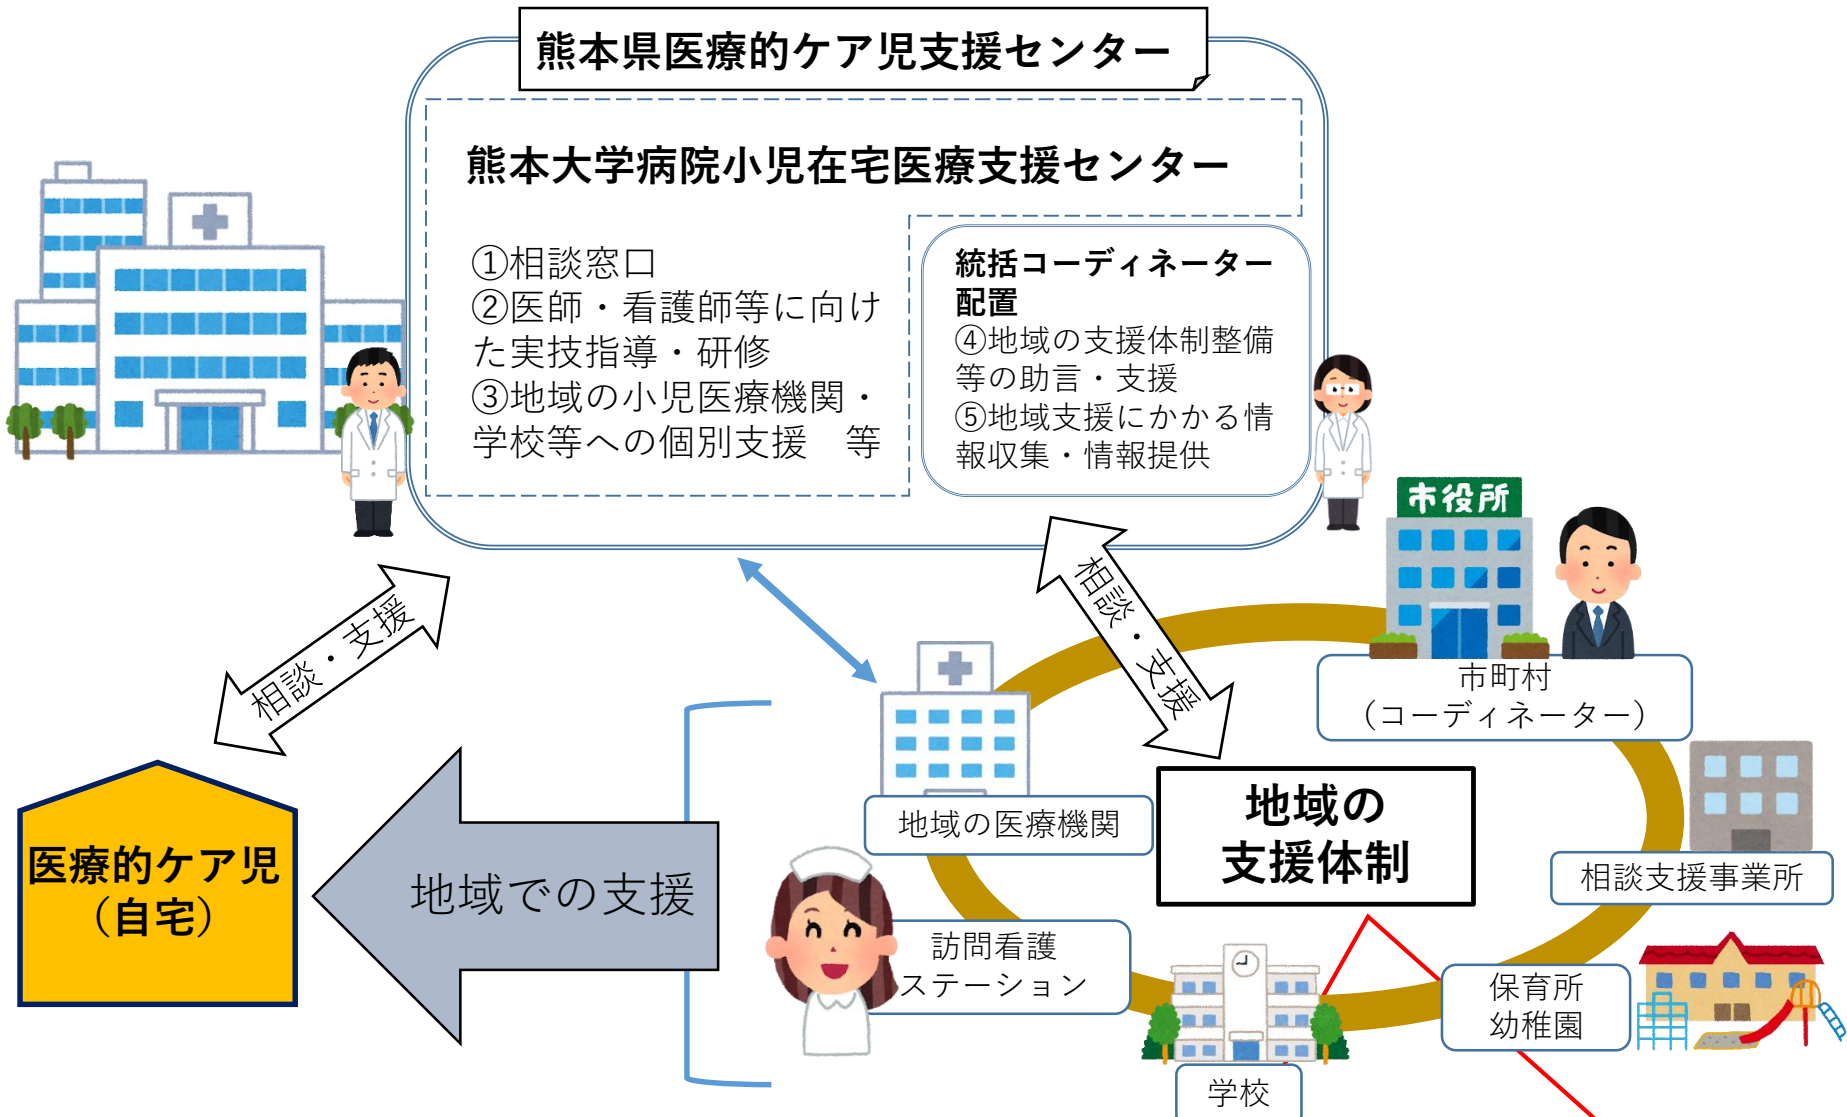 熊本県医療的ケア児支援センター
熊本大学病院小児在宅医療支援センター
①相談窓口
②医師・看護師等に向け
た実技指導・研修
③地域の小児医療機関・
学校等への個別支援　等
統括コーディネーター
配置
④地域の支援体制整備
等の助言・支援
⑤地域支援にかかる情
報収集・情報提供
相談・支援
相談・支援
市役所
市町村
（コーディネーター）
地域の医療機関
地域の
支援体制
相談支援事業所
医療的ケア児
（自宅）
地域での支援
訪問看護
ステーション
保育所
幼稚園
学校